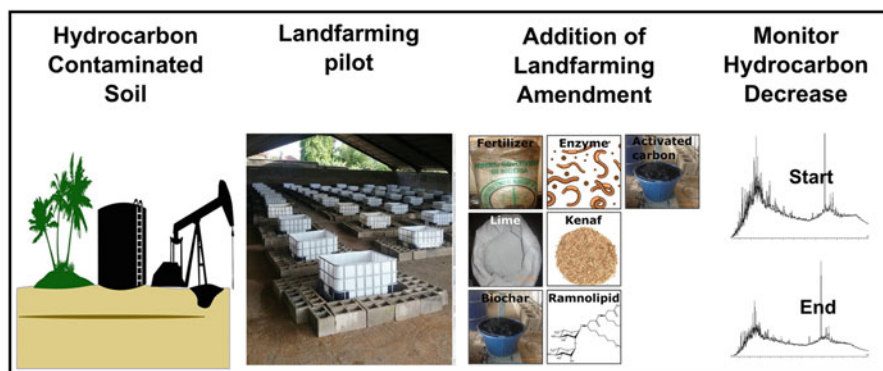 Hydrocarbon
Contaminated
Soil
Landfarming
pilot
Addition of
Landfarming
Amendment
Monitor
Hydrocarbon
Decrease
Fertilizer
Enzyme
Activated
carbon
Lime
Kenaf
Biochar
Ramnolipid
Start
End